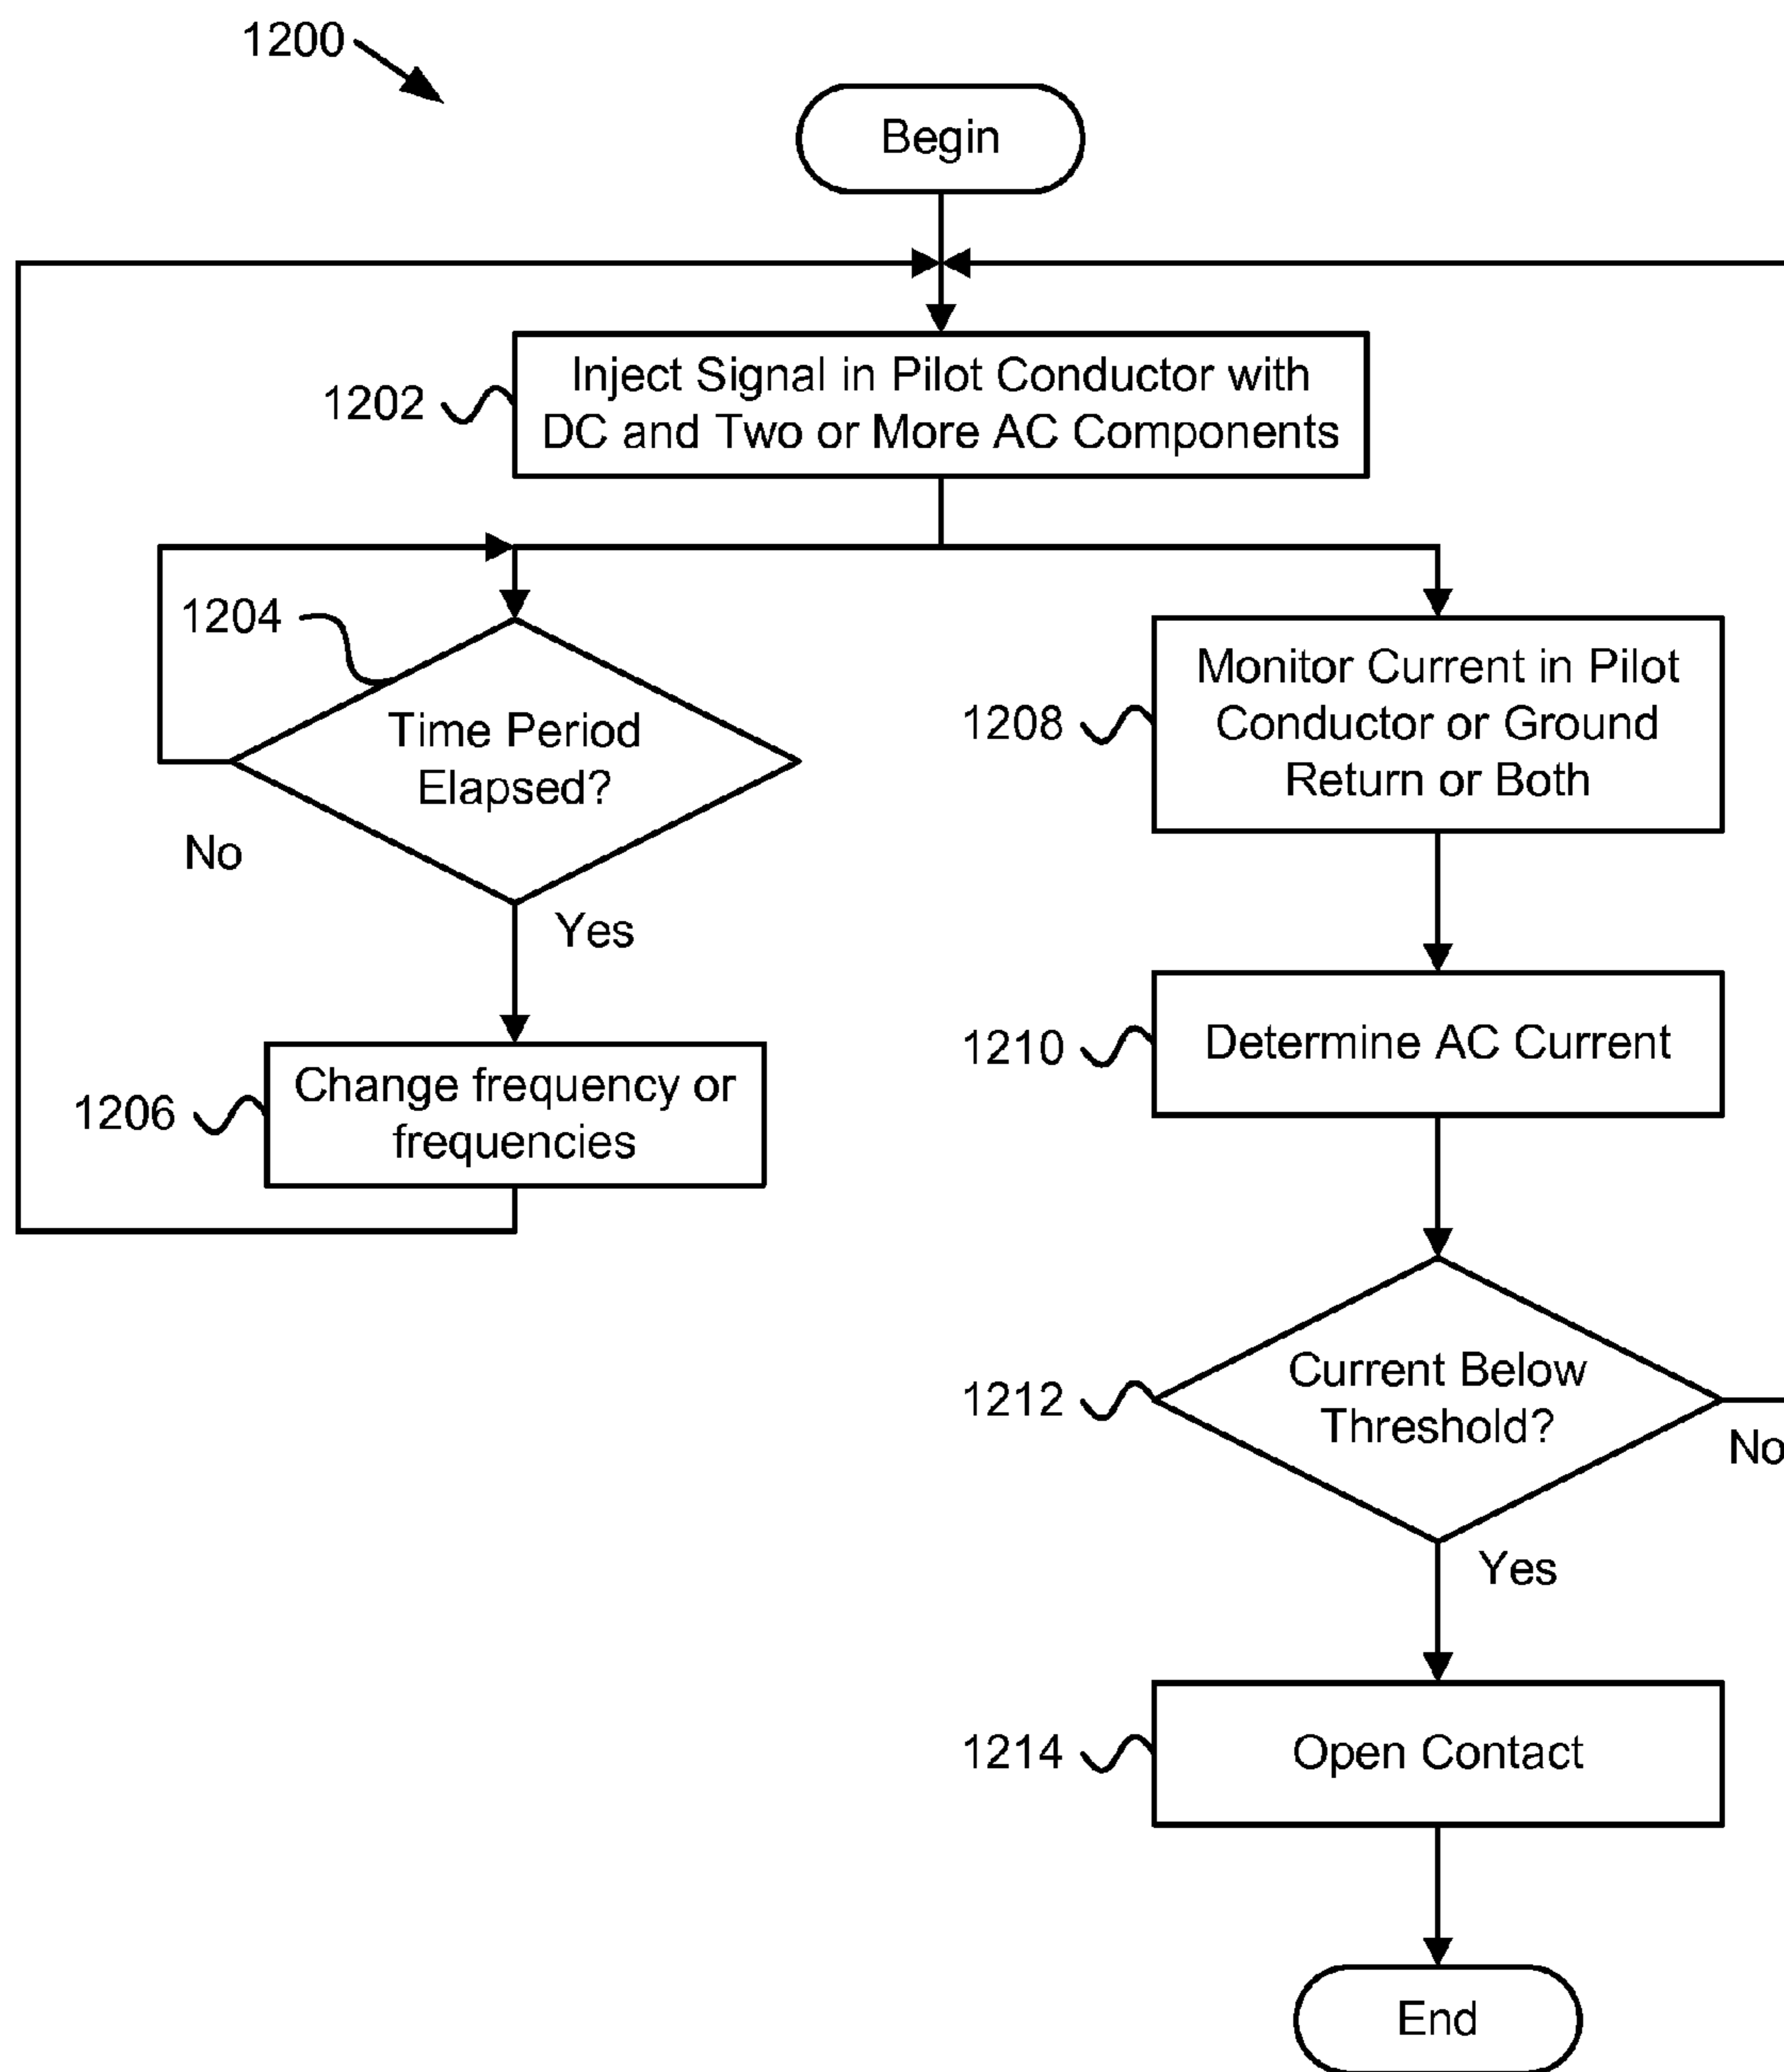 1200
Begin
1202
Inject Signal in Pilot Conductor with
DC and Two or More AC Components
1204
Time Period
Elapsed?
No
Yes
1206
Change frequency or
frequencies
1208
Monitor Current in Pilot
Conductor or Ground
Return or Both
1210
Determine AC Current
1212
Current Below
Threshold?
No
Yes
1214
Open Contact
End